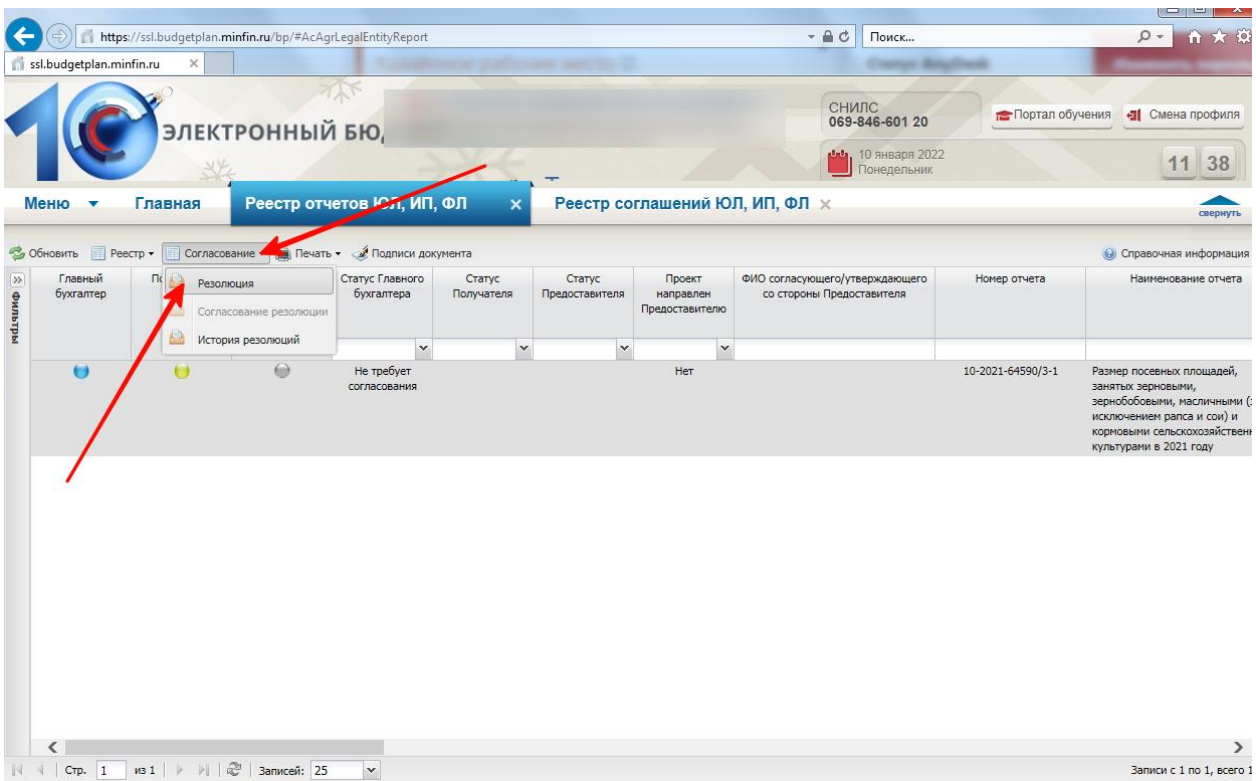 https://ssl.budgetplan.minfin.ru/bp/#AcAgrLegalEntityReport
Поиск...
ssl.budgetplan.minfin.ru
ЭЛЕКТРОННЫЙ
СНИЛС
069-846-601 20
Портал обучения
Смена профиля
10 января 2022
Понедельник
11 38
Меню Главная Реестр отчетов ЮЛ, ИП, ФЛ Реестр соглашений ЮЛ, ИП, ФЛ
свернуть
Обновить Реестр Согласование Печать Подписи документа Справочная информация
Фильтры
Главный
бухгалтер
Статус Главного
бухгалтера
Статус
Получателя
Статус
Предоставителя
Проект
направлен
Предоставителю
ФИО согласующего/утверждающего
со стороны Предоставителя
Номер отчета
Наименование отчета
Резолюция
Согласование резолюции
История резолюций
Не требует
согласования
Нет
10-2021-64590/3-1
Размер посевных площадей,
занятых зерновыми,
зернобобовыми, масличными
исключением рапса и сои) и
кормовыми сельскохозяйствен
культурами в 2021 году
Стр. 1 из 1 Записей: 25
Записи с 1 по 1, всего 1